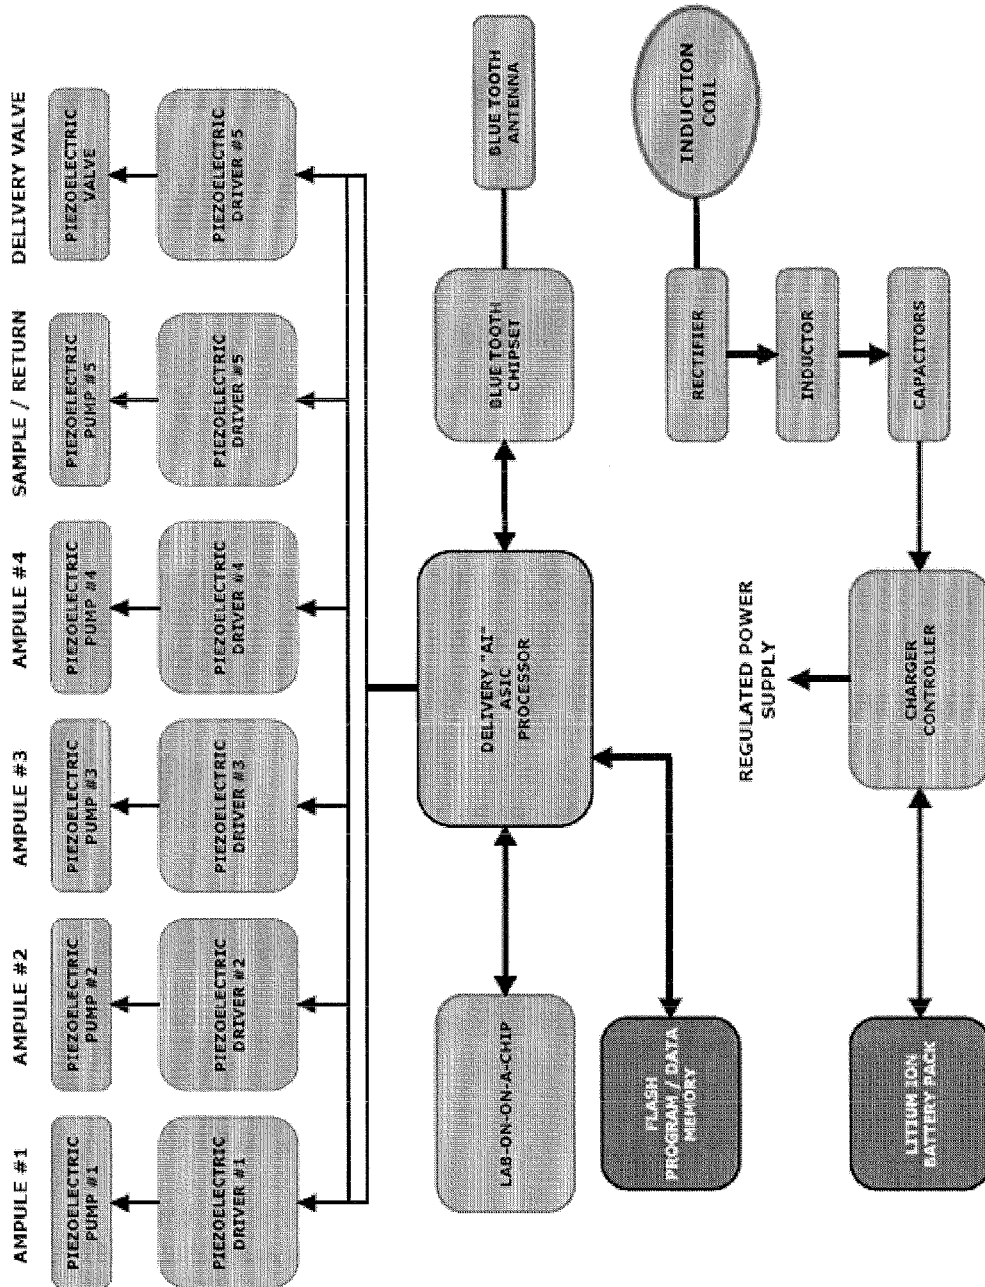 AMPULE #1
AMPULE #2
AMPULE #3
AMPULE #4
SAMPLE / RETURN
DELIVERY VALVE
PIEZOELECTRIC
PUMP #1
PIEZOELECTRIC
PUMP #2
PIEZOELECTRIC
PUMP #3
PIEZOELECTRIC
PUMP #4
PIEZOELECTRIC
PUMP #5
PIEZOELECTRIC
VALVE
PIEZOELECTRIC
DRIVER #1
PIEZOELECTRIC
DRIVER #2
PIEZOELECTRIC
DRIVER #3
PIEZOELECTRIC
DRIVER #4
PIEZOELECTRIC
DRIVER #5
PIEZOELECTRIC
DRIVER #5
LAB-ON-ON-A-CHIP
DELIVERY "AI"
ASIC
PROCESSOR
BLUE TOOTH
CHIPSET
BLUE TOOTH
ANTENNA
FLASH
PROGRAH / DATA
MEMORY
REGULATED POWER
SUPPLY
RECTIFIER
INDUCTION
COIL
INDUCTOR
CAPACTORS
LITIUM ION
BATTERY PACK
CHARGER
CONTROLLER